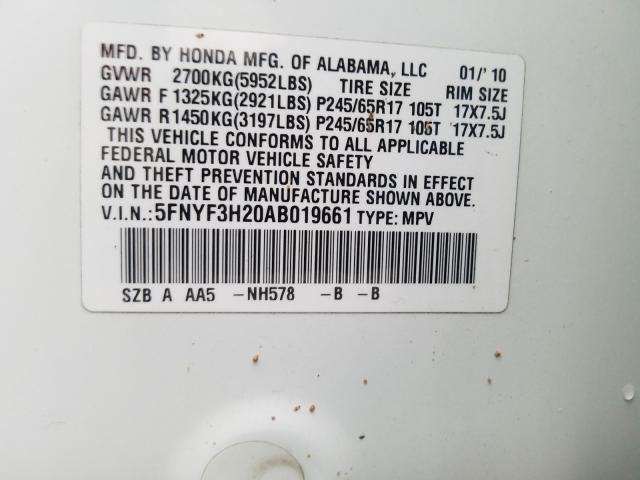 MFD. BY HONDA MFG. OF ALABAMA, LLC 01/'10
GVWR 2700KG(5952LBS) TIRE SIZE RIM SIZE
GAWR F 1325KG(2921LBS) P245/65R17 105T 17X7.5J
GAWR R1450KG(3197LBS) P245/65R17 105T 17X7.5J
THIS VEHICLE CONFORMS TO ALL APPLICABLE
FEDERAL MOTOR VEHICLE SAFETY
AND THEFT PREVENTION STANDARDS IN EFFECT
ON THE DATE OF MANUFACTURE SHOWN ABOVE.
V.I.N.:5FNYF3H20AB019661 TYPE: MPV
SZB A AA5 -NH578 -B -B